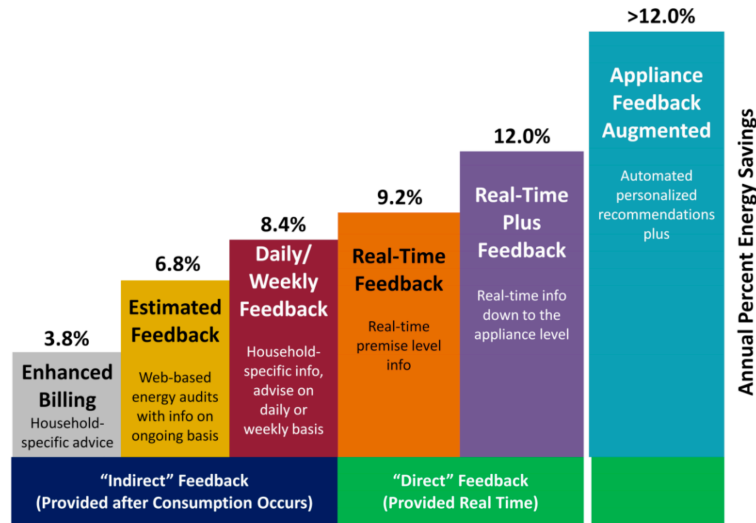 >12.0%
Appliance
Feedback
Augmented
Automated
personalized
recommendations
plus
12.0%
Real-Time
Plus
Feedback
Real-time info
down to the
appliance level
9.2%
Real-Time
Feedback
Real-time
premise level
info
8.4%
Daily/
Weekly
Feedback
Household-
specific info,
advise on
daily or
weekly basis
6.8%
Estimated
Feedback
Web-based
energy audits
with info on
ongoing basis
3.8%
Enhanced
Billing
Household-
specific advice
Annual Percent Energy Savings
“Indirect” Feedback
(Provided after Consumption Occurs)
“Direct” Feedback
(Provided Real Time)